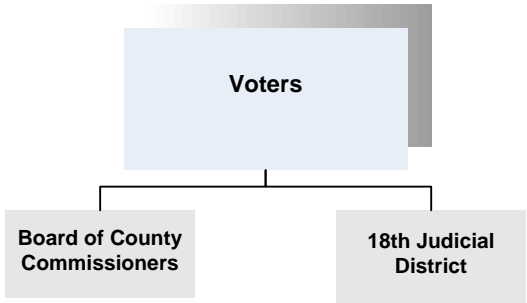 Voters
Board of County
Commissioners
18th Judicial
District